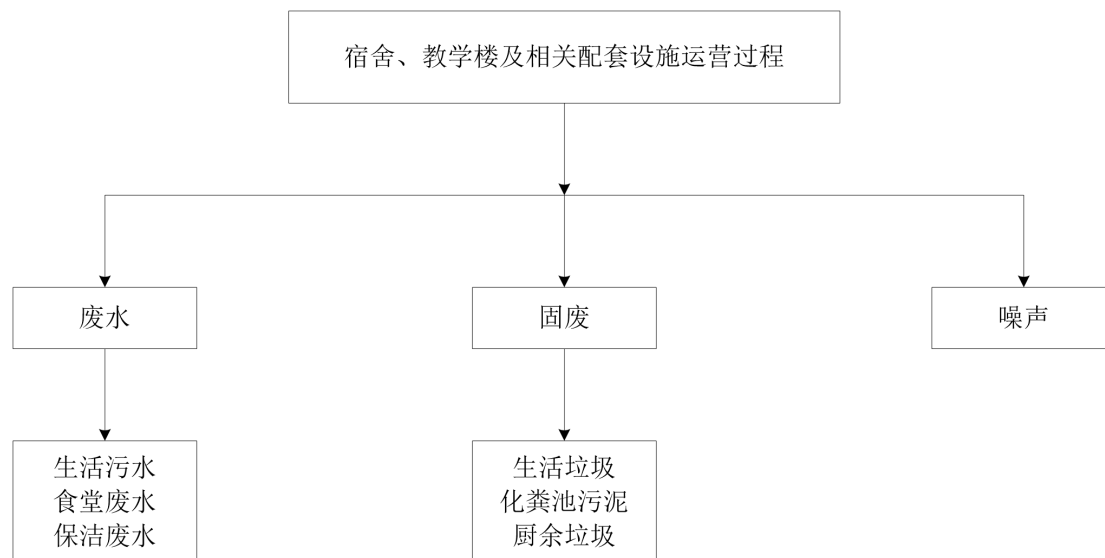 宿舍、教学楼及相关配套设施运营过程
废水
固废
噪声
生活污水
食堂废水
保洁废水
生活垃圾
化粪池污泥
厨余垃圾